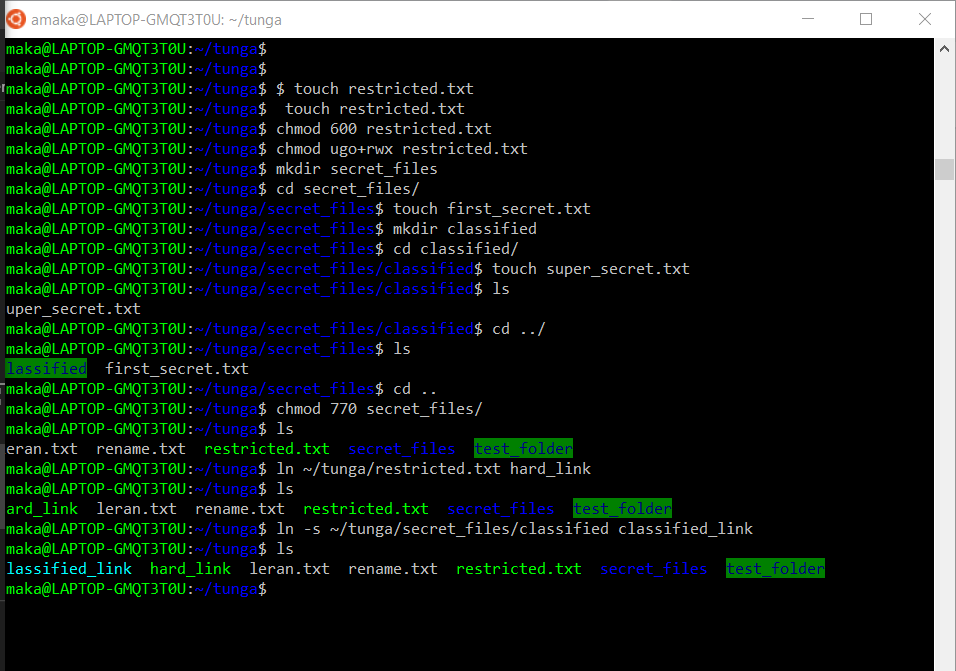 amaka@LAPTOP-GMQT3T0U: ~/tunga
maka@LAPTOP-GMQT3T0U:~/tunga$
maka@LAPTOP-GMQT3T0U:~/tunga$
maka@LAPTOP-GMQT3T0U:~/tunga$ $ touch restricted.txt
maka@LAPTOP-GMQT3T0U:~/tunga$  touch restricted.txt
maka@LAPTOP-GMQT3T0U:~/tunga$ chmod 600 restricted.txt
maka@LAPTOP-GMQT3T0U:~/tunga$ chmod ugo+rwx restricted.txt
maka@LAPTOP-GMQT3T0U:~/tunga$ mkdir secret_files
maka@LAPTOP-GMQT3T0U:~/tunga$ cd secret_files/
maka@LAPTOP-GMQT3T0U:~/tunga/secret_files$ touch first_secret.txt
maka@LAPTOP-GMQT3T0U:~/tunga/secret_files$ mkdir classified
maka@LAPTOP-GMQT3T0U:~/tunga/secret_files$ cd classified/
maka@LAPTOP-GMQT3T0U:~/tunga/secret_files/classified$ touch super_secret.txt
maka@LAPTOP-GMQT3T0U:~/tunga/secret_files/classified$ ls
uper_secret.txt
maka@LAPTOP-GMQT3T0U:~/tunga/secret_files/classified$ cd ../
maka@LAPTOP-GMQT3T0U:~/tunga/secret_files$ ls
lassified  first_secret.txt
maka@LAPTOP-GMQT3T0U:~/tunga/secret_files$ cd ..
maka@LAPTOP-GMQT3T0U:~/tunga$ chmod 770 secret_files/
maka@LAPTOP-GMQT3T0U:~/tunga$ ls
eran.txt  rename.txt  restricted.txt  secret_files  test_folder
maka@LAPTOP-GMQT3T0U:~/tunga$ ln ~/tunga/restricted.txt hard_link
maka@LAPTOP-GMQT3T0U:~/tunga$ ls
ard_link  leran.txt  rename.txt  restricted.txt  secret_files  test_folder
maka@LAPTOP-GMQT3T0U:~/tunga$ ln -s ~/tunga/secret_files/classified classified_link
maka@LAPTOP-GMQT3T0U:~/tunga$ ls
lassified_link  hard_link  leran.txt  rename.txt  restricted.txt  secret_files  test_folder
maka@LAPTOP-GMQT3T0U:~/tunga$